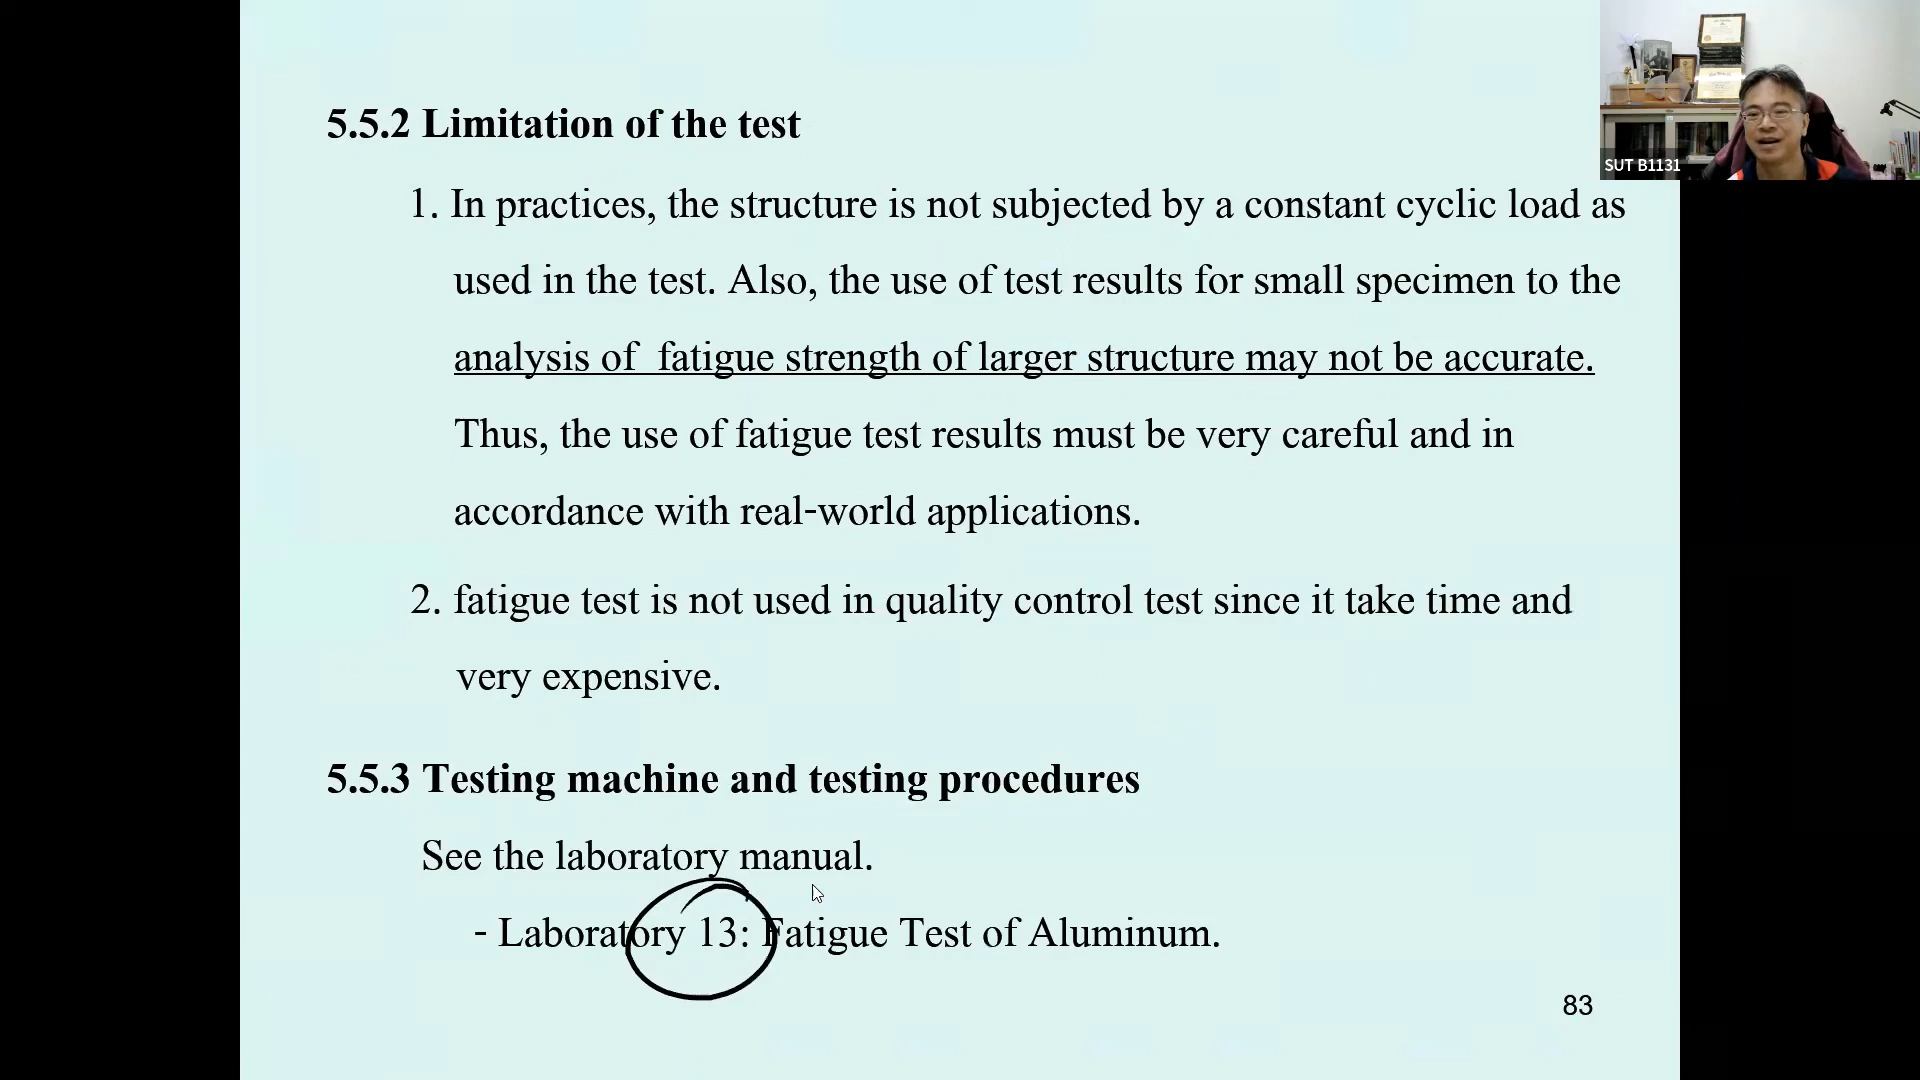 5.5.2 Limitation of the test
SUT B1131
1. In practices, the structure is not subjected by a constant cyclic load as
used in the test. Also, the use of test results for small specimen to the
analysis of fatigue strength of larger structure may not be accurate.
Thus, the use of fatigue test results must be very careful and in
accordance with real-world applications.
2. fatigue test is not used in quality control test since it take time and
very expensive.
5.5.3 Testing machine and testing procedures
See the laboratory manual.
- Laboratory 13: Fatigue Test of Aluminum.
83